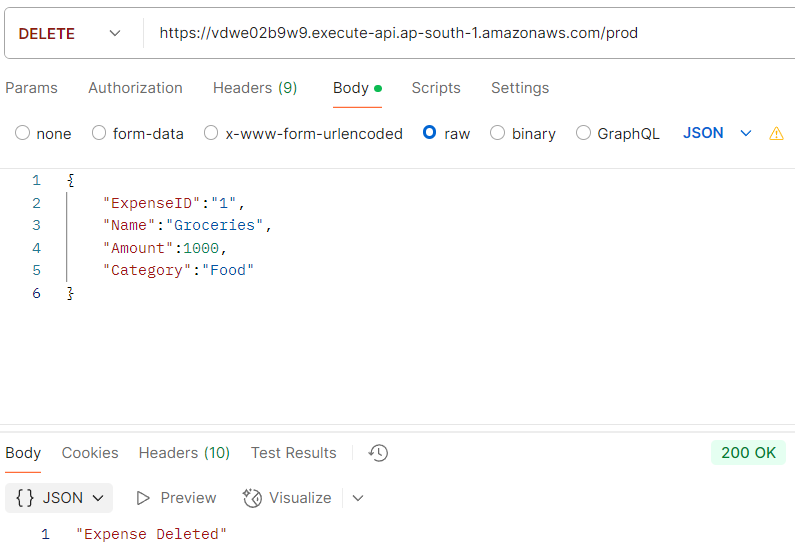 DELETE https://vdwe02b9w9.execute-api.ap-south-1.amazonaws.com/prod
Params Authorization Headers (9) Body Scripts Settings
none form-data x-www-form-urlencoded raw binary GraphQL JSON
1 {
2 "ExpenseID":"1",
3 "Name":"Groceries",
4 "Amount":1000,
5 "Category":"Food"
6 }
Body Cookies Headers (10) Test Results 200 OK
{} JSON Preview Visualize
1 "Expense Deleted"